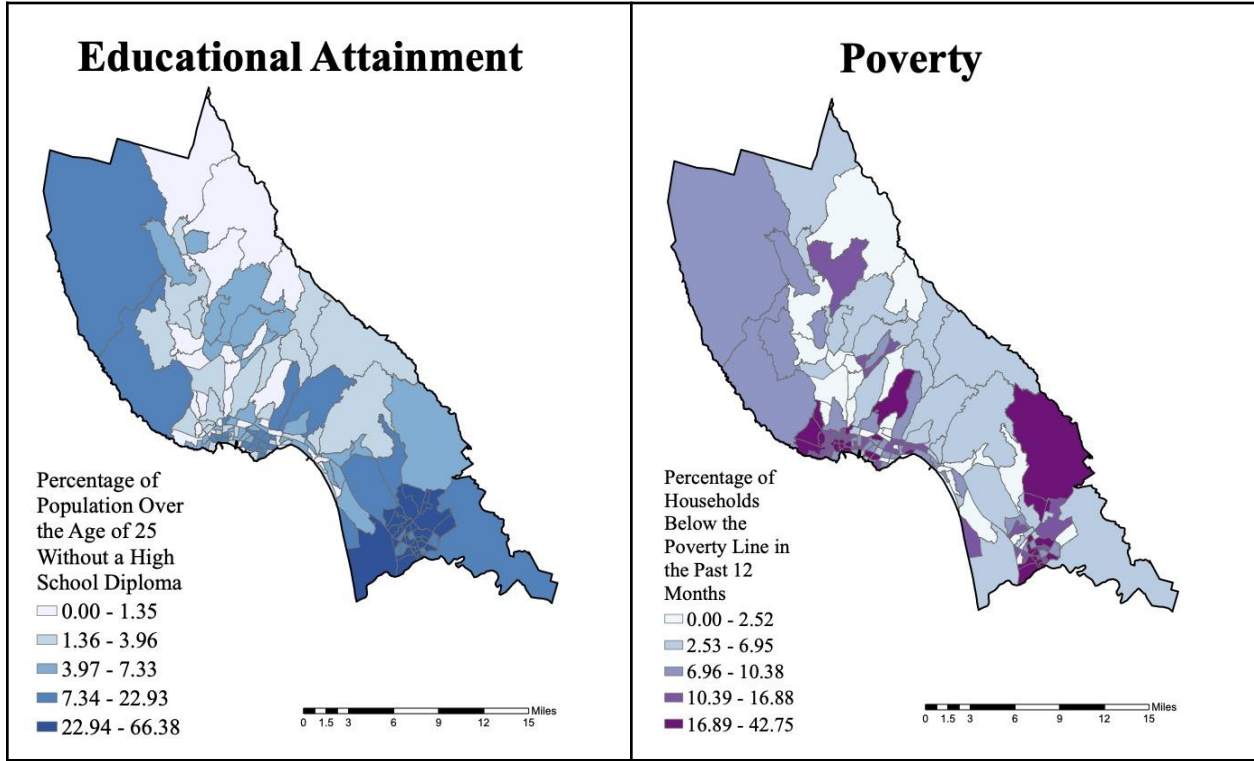 Educational Attainment
Percentage of
Population Over
the Age of 25
Without a High
School Diploma
0.00 - 1.35
1.36 - 3.96
3.97 - 7.33
7.34 - 22.93
22.94 - 66.38
Miles
0 1.5 3 6 9 12 15
Poverty
Percentage of
Households
Below the
Poverty Line in
the Past 12
Months
0.00 - 2.52
2.53 - 6.95
6.96 - 10.38
10.39 - 16.88
16.89 - 42.75
Miles
0 1.5 3 6 9 12 15